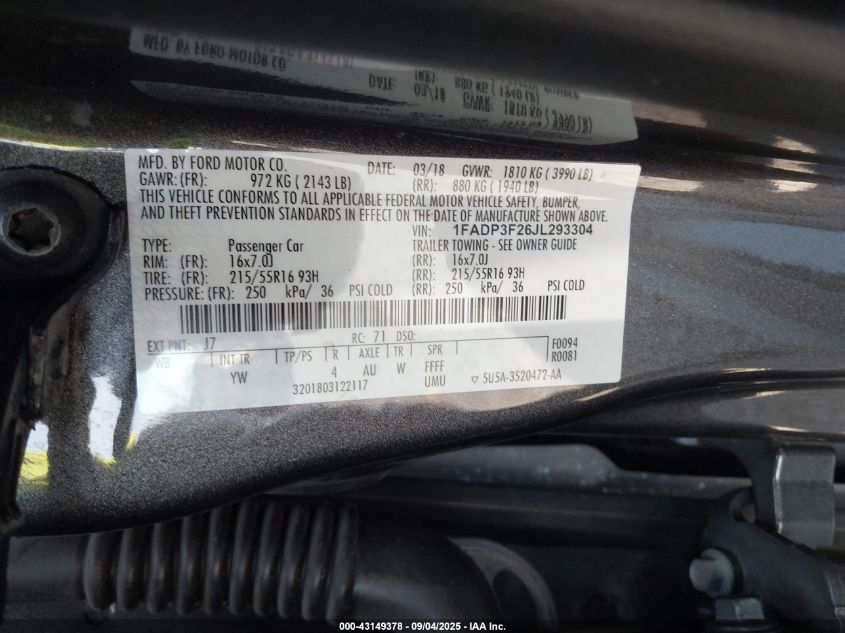 MFD. BY FORD MOTOR CO. DATE: 03/18 GVWR: 1810 KG ( 3990 LB)
GAWR: (FR): 972 KG ( 2143 LB) (RR): 880 KG ( 1940 LB)
THIS VEHICLE CONFORMS TO ALL APPLICABLE FEDERAL MOTOR VEHICLE SAFETY, BUMPER,
AND THEFT PREVENTION STANDARDS IN EFFECT ON THE DATE OF MANUFACTURE SHOWN ABOVE.
VIN: 1FADP3F26JL293304
TYPE: Passenger Car TRAILER TOWING - SEE OWNER GUIDE
RIM: (FR) 16x7.0J (RR): 16x7.0J
TIRE: (FR) 215/55R16 93H (RR): 215/55R16 93H
PRESSURE: (FR) 250 kPa/ 36 PSI COLD (RR): 250 kPa/ 36 PSI COLD
EXT PNT: J7 RC: 71 DSO: F0094
WB INT TR TP/PS R AXLE TR SPR R0081
YW 4 AU W FFFF
3201803122117 UMU ▽ 5U5A-3520472-AA
000-43149378 - 09/04/2025 - IAA Inc.